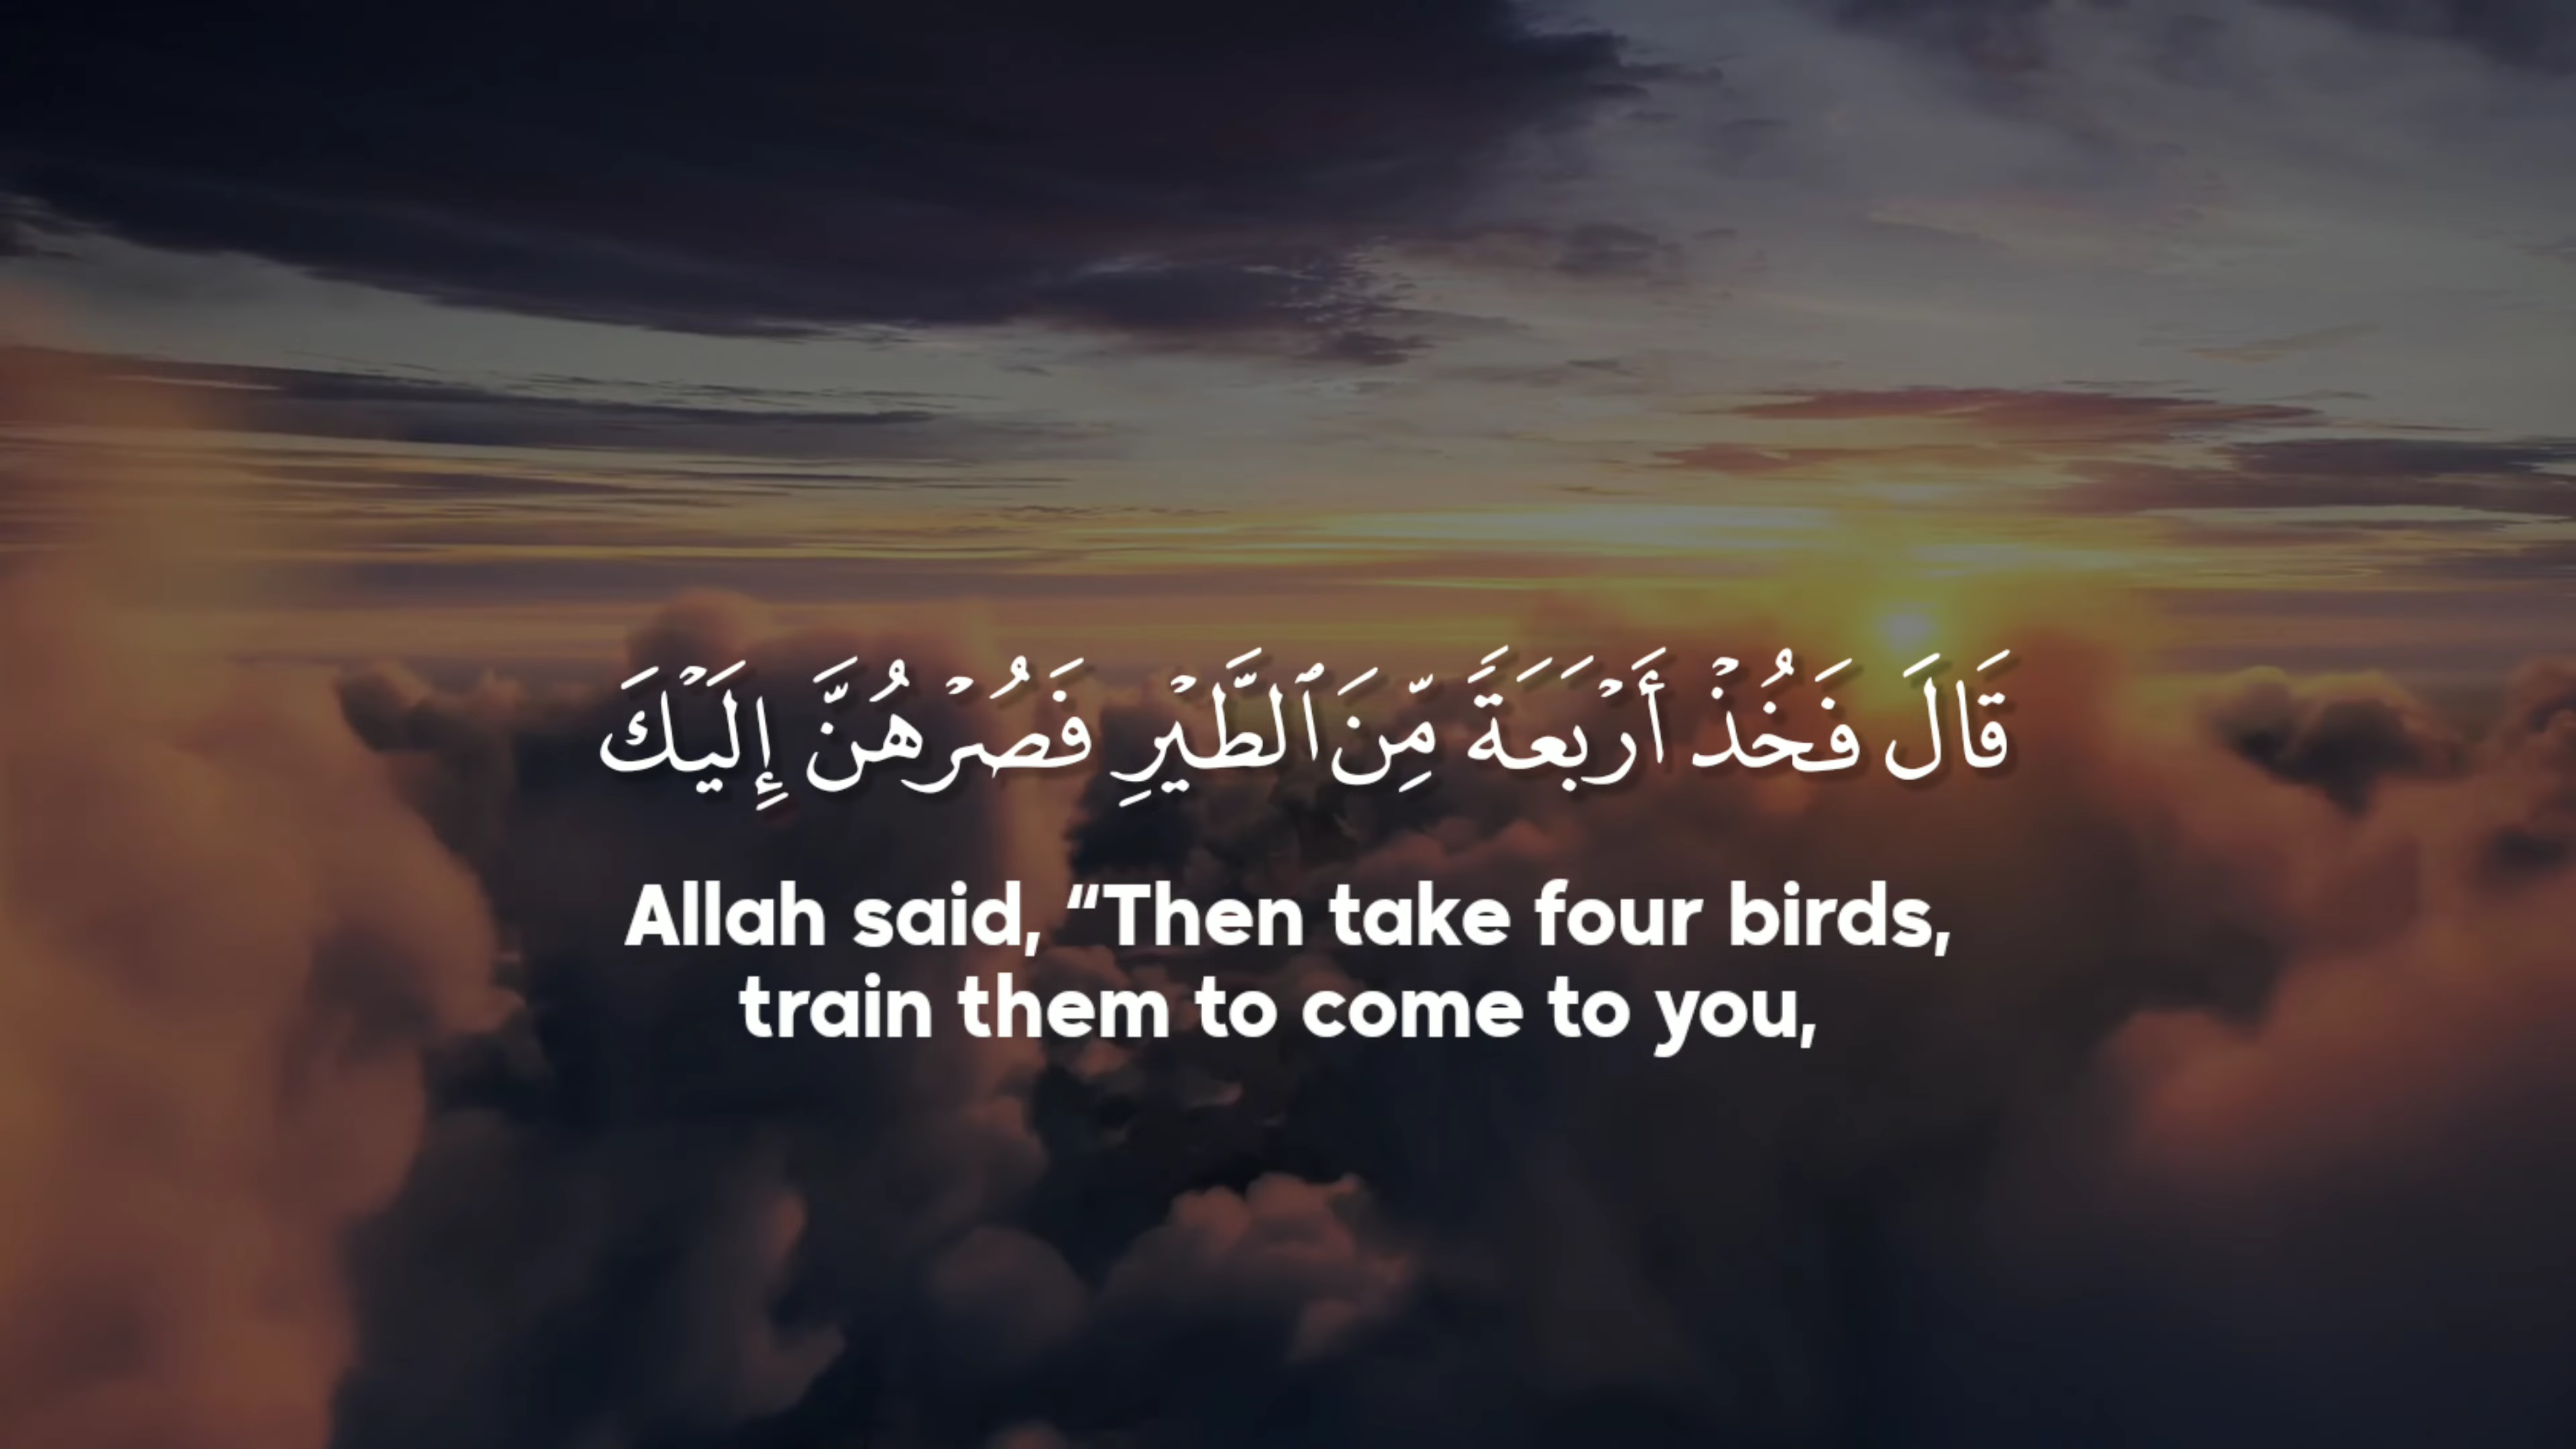 قَالَ فَخُذۡ أَرۡبَعَةٗ مِّنَ ٱلطَّيۡرِ فَصُرۡهُنَّ إِلَيۡكَ
Allah said, “Then take four birds,
train them to come to you,